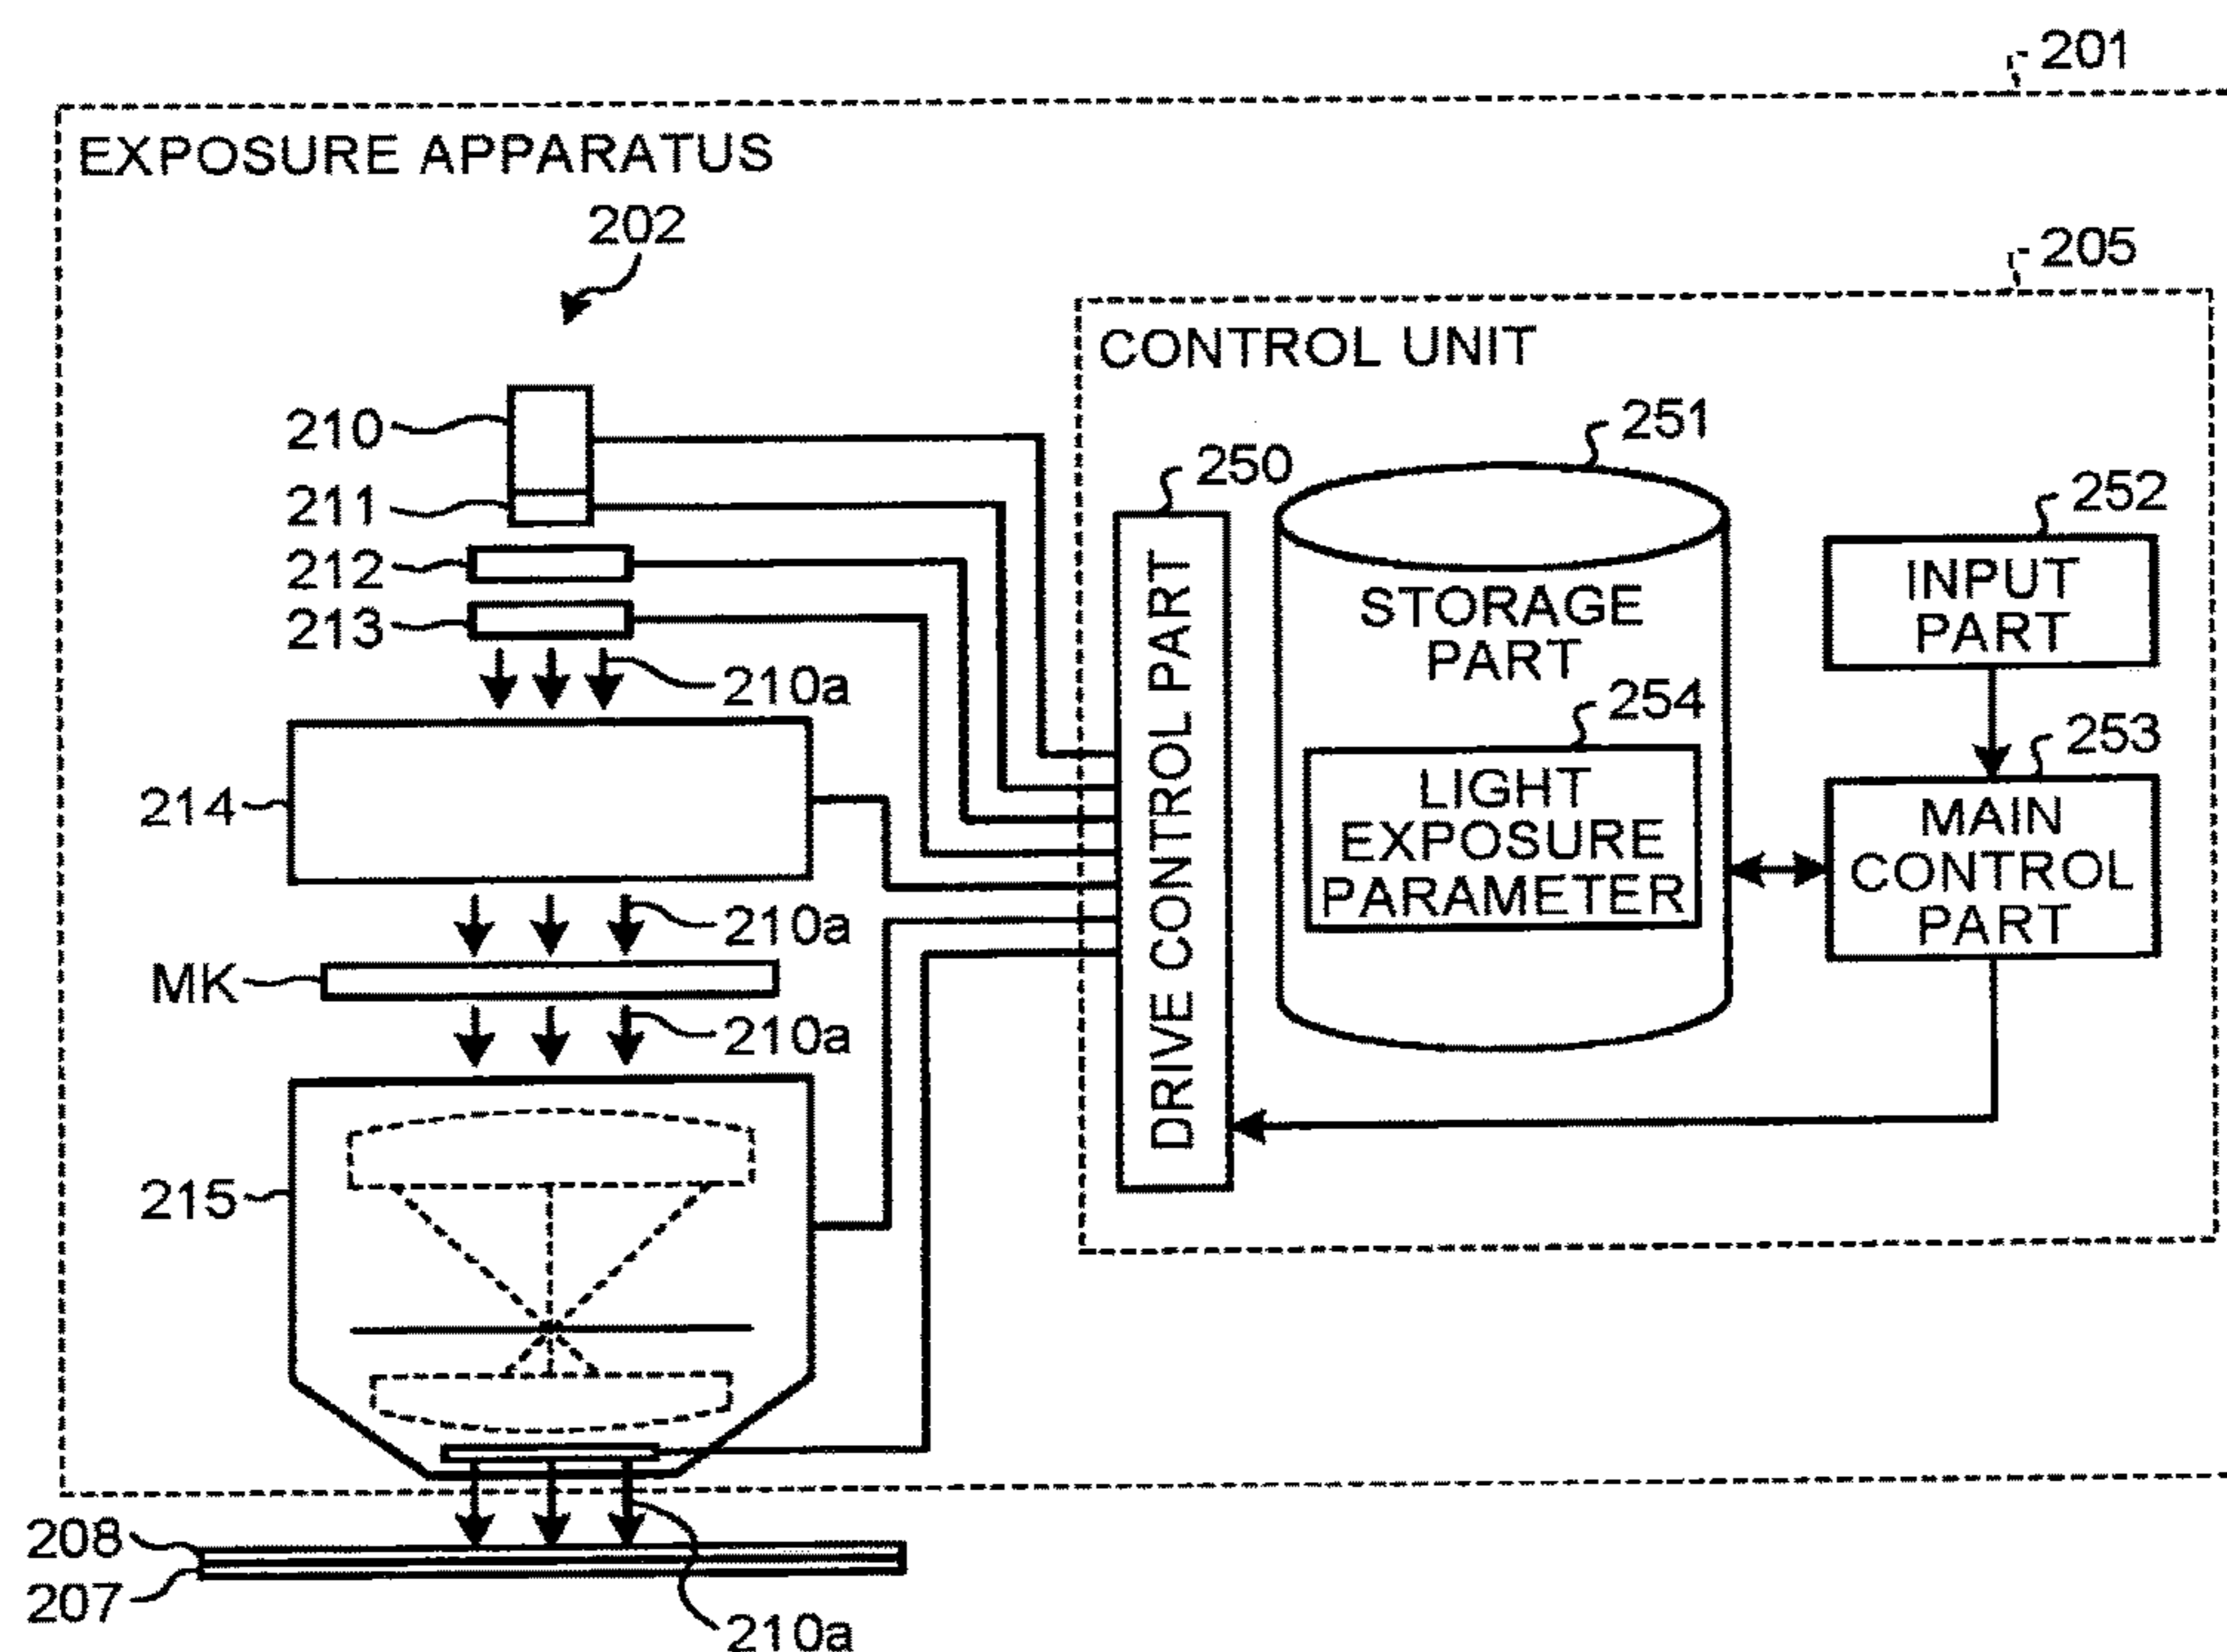 201
EXPOSURE APPARATUS
202
205
CONTROL UNIT
210
211
212
213
210a
214
210a
MK
210a
215
208
207
210a
250
DRIVE CONTROL PART
251
STORAGE
PART
254
LIGHT
EXPOSURE
PARAMETER
252
INPUT
PART
253
MAIN
CONTROL
PART